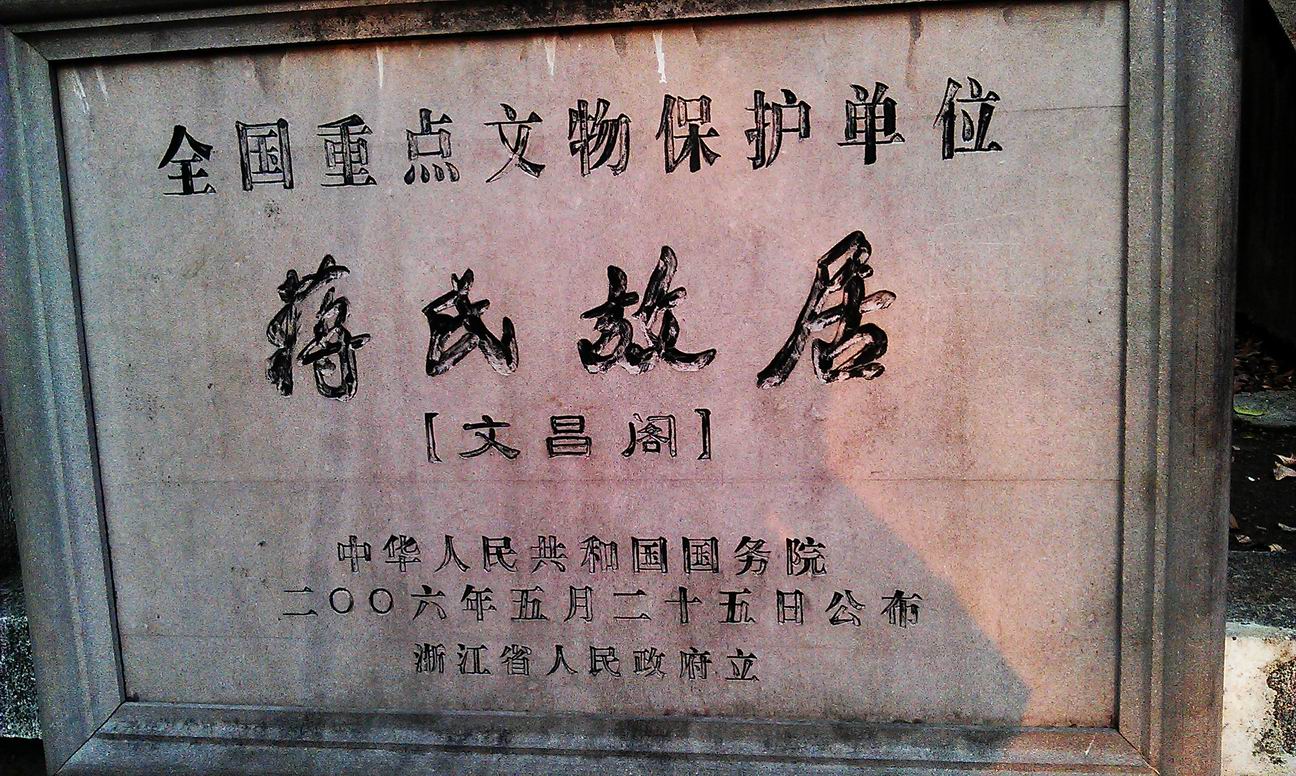 全国重点文物保护单位
蒋氏故居
[文昌阁]
中华人民共和国国务院
二〇〇六年五月二十五日公布
浙江省人民政府立